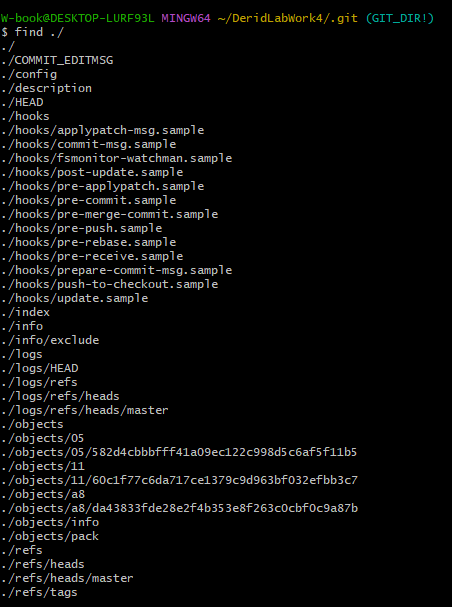 W-book@DESKTOP-LURF93L MINGW64 ~/DeridLabWork4/.git (GIT_DIR!)
$ find ./
./
./COMMIT_EDITMSG
./config
./description
./HEAD
./hooks
./hooks/applypatch-msg.sample
./hooks/commit-msg.sample
./hooks/fsmonitor-watchman.sample
./hooks/post-update.sample
./hooks/pre-applypatch.sample
./hooks/pre-commit.sample
./hooks/pre-merge-commit.sample
./hooks/pre-push.sample
./hooks/pre-rebase.sample
./hooks/pre-receive.sample
./hooks/prepare-commit-msg.sample
./hooks/push-to-checkout.sample
./hooks/update.sample
./index
./info
./info/exclude
./logs
./logs/HEAD
./logs/refs
./logs/refs/heads
./logs/refs/heads/master
./objects
./objects/05
./objects/05/582d4cbbbfff41a09ec122c998d5c6af5f11b5
./objects/11
./objects/11/60c1f77c6da717ce1379c9d963bf032efbb3c7
./objects/a8
./objects/a8/da43833fde28e2f4b353e8f263c0cbf0c9a87b
./objects/info
./objects/pack
./refs
./refs/heads
./refs/heads/master
./refs/tags